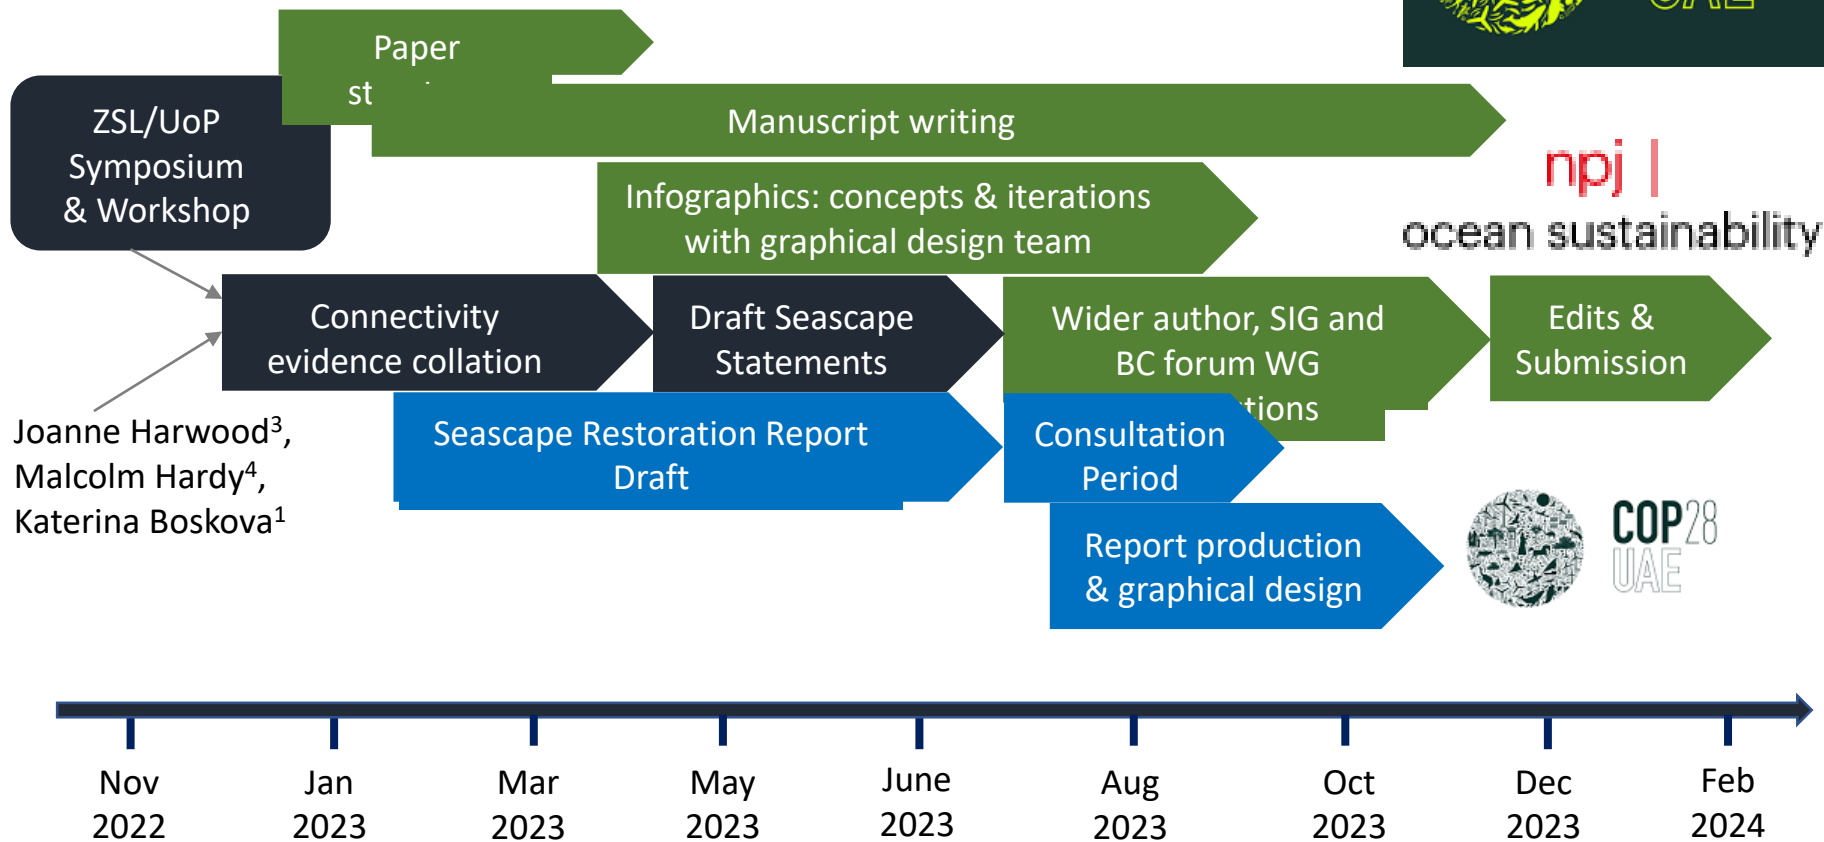 UAE
Paper
ZSL/UoP
Symposium
& Workshop
Manuscript writing
Infographics: concepts & iterations
with graphical design team
npj |
ocean sustainability
Connectivity
evidence collation
Draft Seascape
Statements
Wider author, SIG and
BC forum WG
Edits &
Submission
Joanne Harwood³,
Malcolm Hardy⁴,
Katerina Boskova¹
Seascape Restoration Report
Draft
Consultation
Period
Report production
& graphical design
COP28
UAE
Nov
2022
Jan
2023
Mar
2023
May
2023
June
2023
Aug
2023
Oct
2023
Dec
2023
Feb
2024